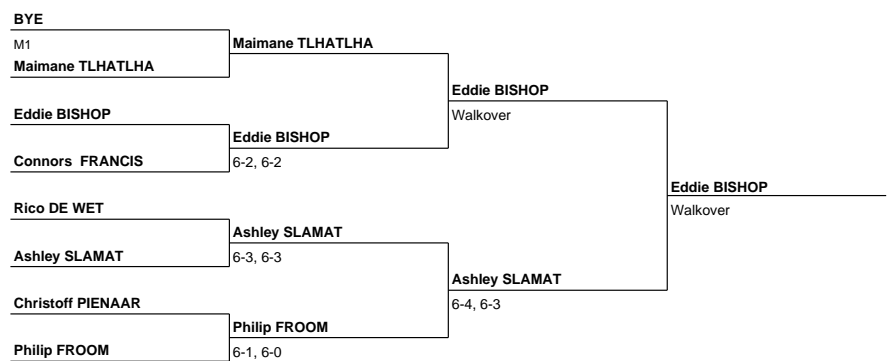 BYE
M1
Maimane TLHATLHA
Maimane TLHATLHA
Eddie BISHOP
Walkover
Eddie BISHOP
Eddie BISHOP
6-2, 6-2
Connors FRANCIS
Eddie BISHOP
Walkover
Rico DE WET
Ashley SLAMAT
6-3, 6-3
Ashley SLAMAT
Ashley SLAMAT
6-4, 6-3
Christoff PIENAAR
Philip FROOM
6-1, 6-0
Philip FROOM